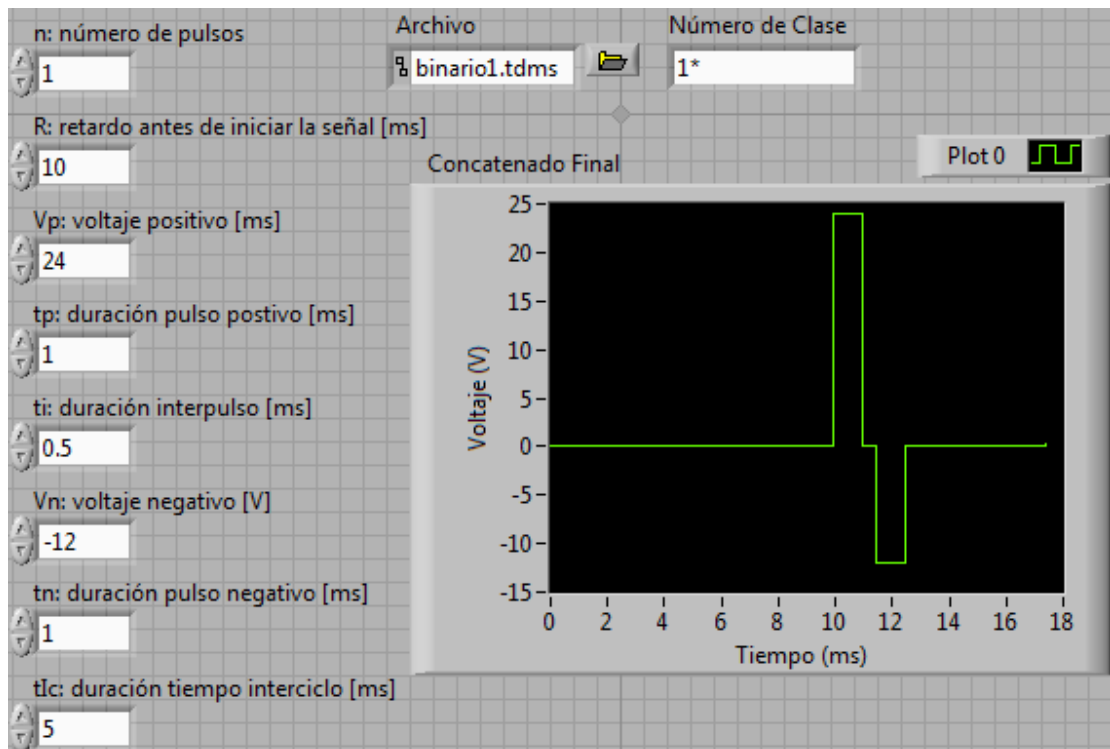 n: número de pulsos
1
Archivo
binario1.tdms
Número de Clase
1*
R: retardo antes de iniciar la señal [ms]
10
Vp: voltaje positivo [ms]
24
tp: duración pulso postivo [ms]
1
ti: duración interpulso [ms]
0.5
Vn: voltaje negativo [V]
-12
tn: duración pulso negativo [ms]
1
tIc: duración tiempo interciclo [ms]
5
Concatenado Final
Plot 0
Voltaje (V)
25
20
15
10
5
0
-5
-10
-15
0 2 4 6 8 10 12 14 16 18
Tiempo (ms)